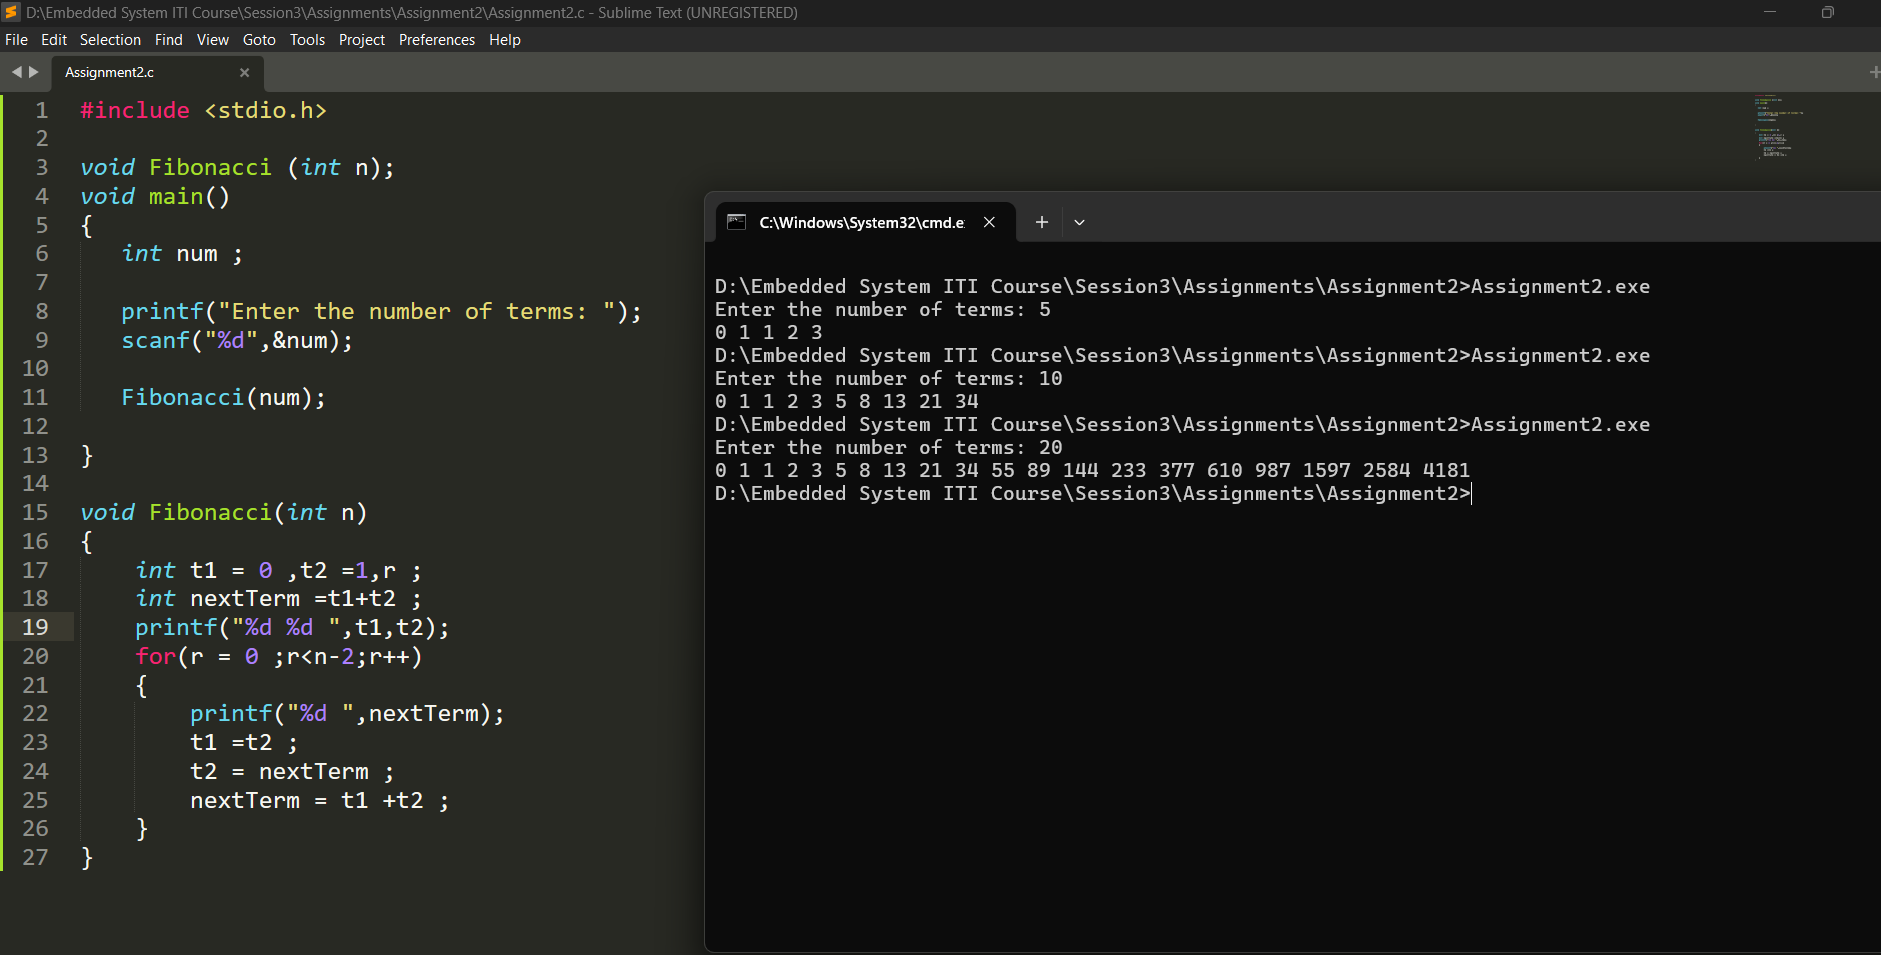 D:\Embedded System ITI Course\Session3\Assignments\Assignment2\Assignment2.c - Sublime Text (UNREGISTERED)
File Edit Selection Find View Goto Tools Project Preferences Help
Assignment2.c
1 #include <stdio.h>
2
3 void Fibonacci (int n);
4 void main()
5 {
6 int num ;
7
8 printf("Enter the number of terms: ");
9 scanf("%d",&num);
10
11 Fibonacci(num);
12
13 }
14
15 void Fibonacci(int n)
16 {
17 int t1 = 0 ,t2 =1,r ;
18 int nextTerm =t1+t2 ;
19 printf("%d %d ",t1,t2);
20 for(r = 0 ;r<n-2;r++)
21 {
22 printf("%d ",nextTerm);
23 t1 =t2 ;
24 t2 = nextTerm ;
25 nextTerm = t1 +t2 ;
26 }
27 }
C:\Windows\System32\cmd.e
D:\Embedded System ITI Course\Session3\Assignments\Assignment2>Assignment2.exe
Enter the number of terms: 5
0 1 1 2 3
D:\Embedded System ITI Course\Session3\Assignments\Assignment2>Assignment2.exe
Enter the number of terms: 10
0 1 1 2 3 5 8 13 21 34
D:\Embedded System ITI Course\Session3\Assignments\Assignment2>Assignment2.exe
Enter the number of terms: 20
0 1 1 2 3 5 8 13 21 34 55 89 144 233 377 610 987 1597 2584 4181
D:\Embedded System ITI Course\Session3\Assignments\Assignment2>